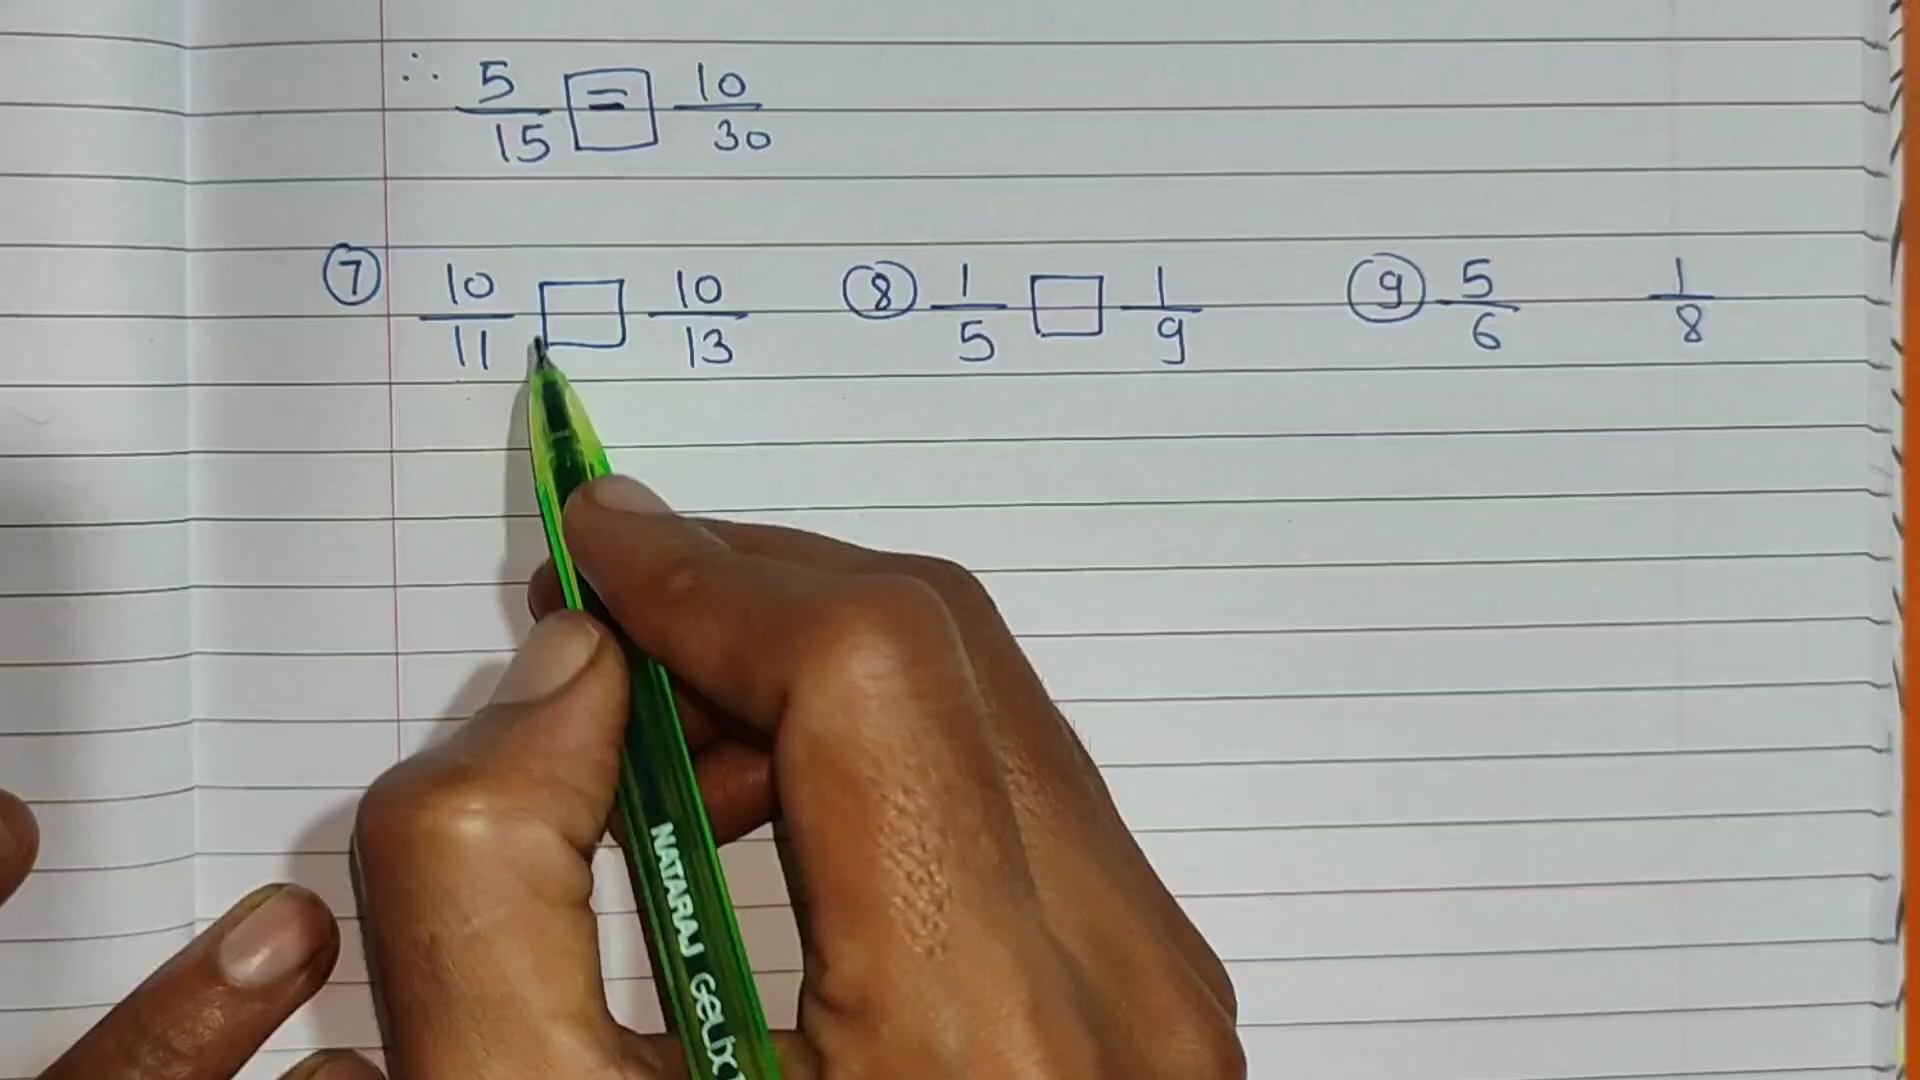 ∴ 5/15 = 10/30
⑦ 10/11 □ 10/13 ⑧ 1/5 □ 1/9 ⑨ 5/6 1/8
NATARAJ GELIX